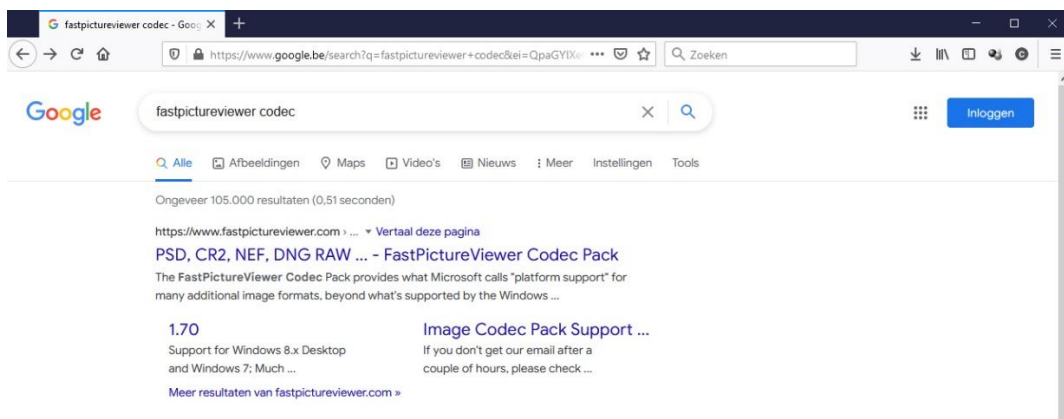 fastpictureviewer codec - Goog
https://www.google.be/search?q=fastpictureviewer+codec&ei=QpaGYIXe
Zoeken
Google
fastpictureviewer codec
Inloggen
Alle Afbeeldingen Maps Video's Nieuws Meer Instellingen Tools
Ongeveer 105.000 resultaten (0,51 seconden)
https://www.fastpictureviewer.com › ... Vertaal deze pagina
PSD, CR2, NEF, DNG RAW ... - FastPictureViewer Codec Pack
The FastPictureViewer Codec Pack provides what Microsoft calls "platform support" for
many additional image formats, beyond what's supported by the Windows ...
1.70
Support for Windows 8.x Desktop
and Windows 7; Much ...
Image Codec Pack Support ...
If you don't get our email after a
couple of hours, please check ...
Meer resultaten van fastpictureviewer.com »